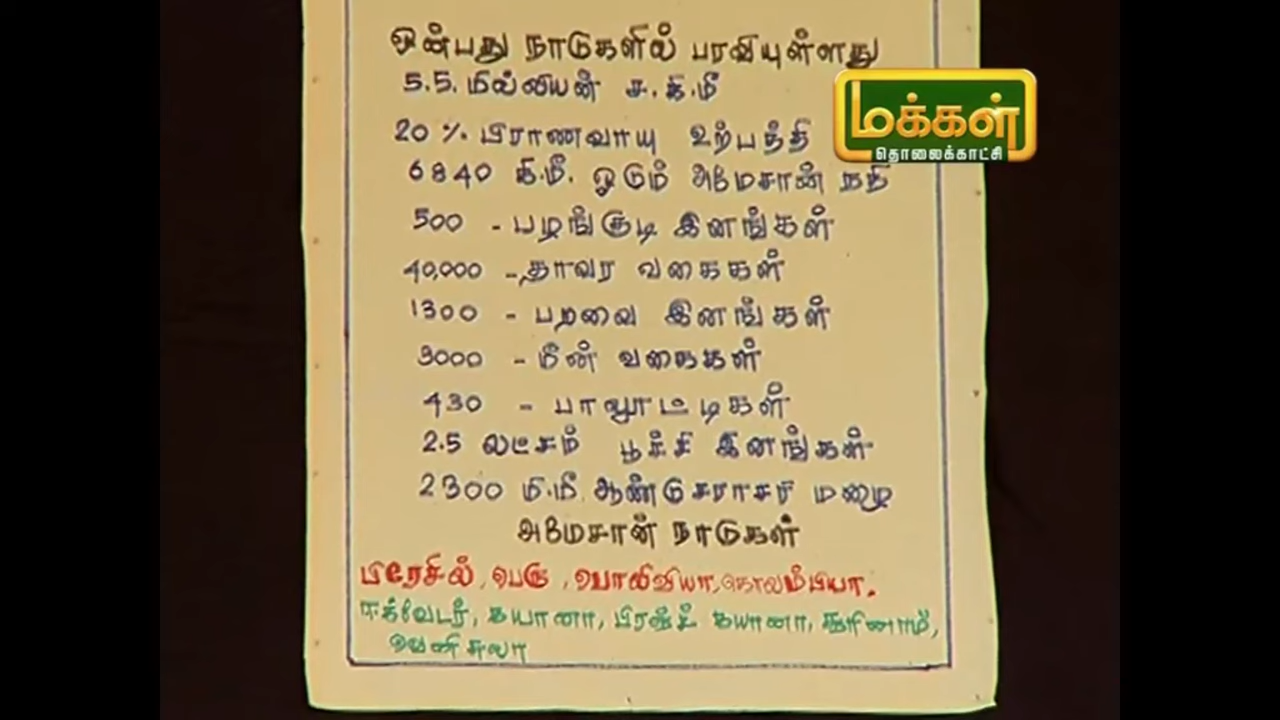 ஒன்பது நாடுகளில் பரவியுள்ளது
5.5. மில்லியன் ச.கி.மீ
மக்கள்
தொலைக்காட்சி
20 % பிராணவாயு உற்பத்தி
6840 கி.மீ. ஓடும் அமேசான் நதி
500 - பழங்குடி இனங்கள்
40,000 - தாவர வகைகள்
1300 - பறவை இனங்கள்
3000 - மீன் வகைகள்
430 - பாலூட்டிகள்
2.5 லட்சம் பூச்சி இனங்கள்
2300 மி.மீ. ஆண்டு சராசரி மழை
அமேசான் நாடுகள்
பிரேசில், பெரு, பொலிவியா, கொலம்பியா.
ஈக்வேடர், கயானா, பிரஞ்ச் கயானா, சூரினாம்,
வெனிசுலா